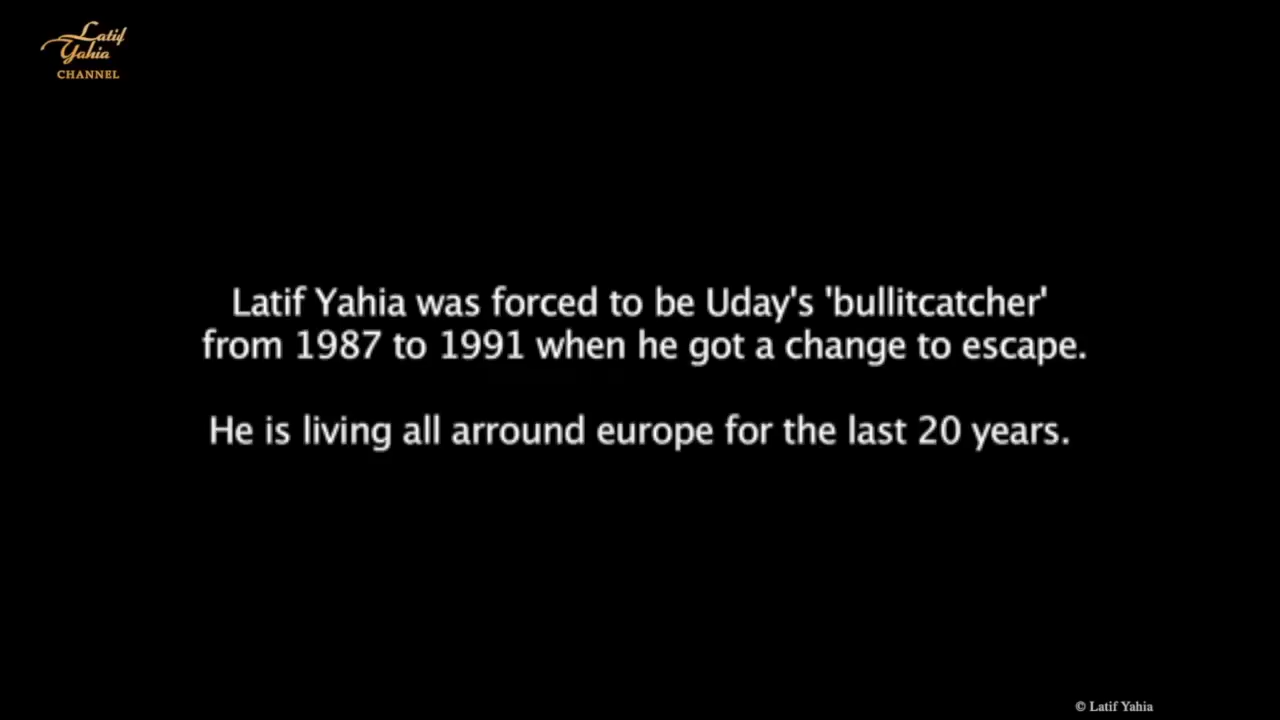 Latif
Yahia
CHANNEL
Latif Yahia was forced to be Uday's 'bullitcatcher'
from 1987 to 1991 when he got a change to escape.
He is living all arround europe for the last 20 years.
© Latif Yahia